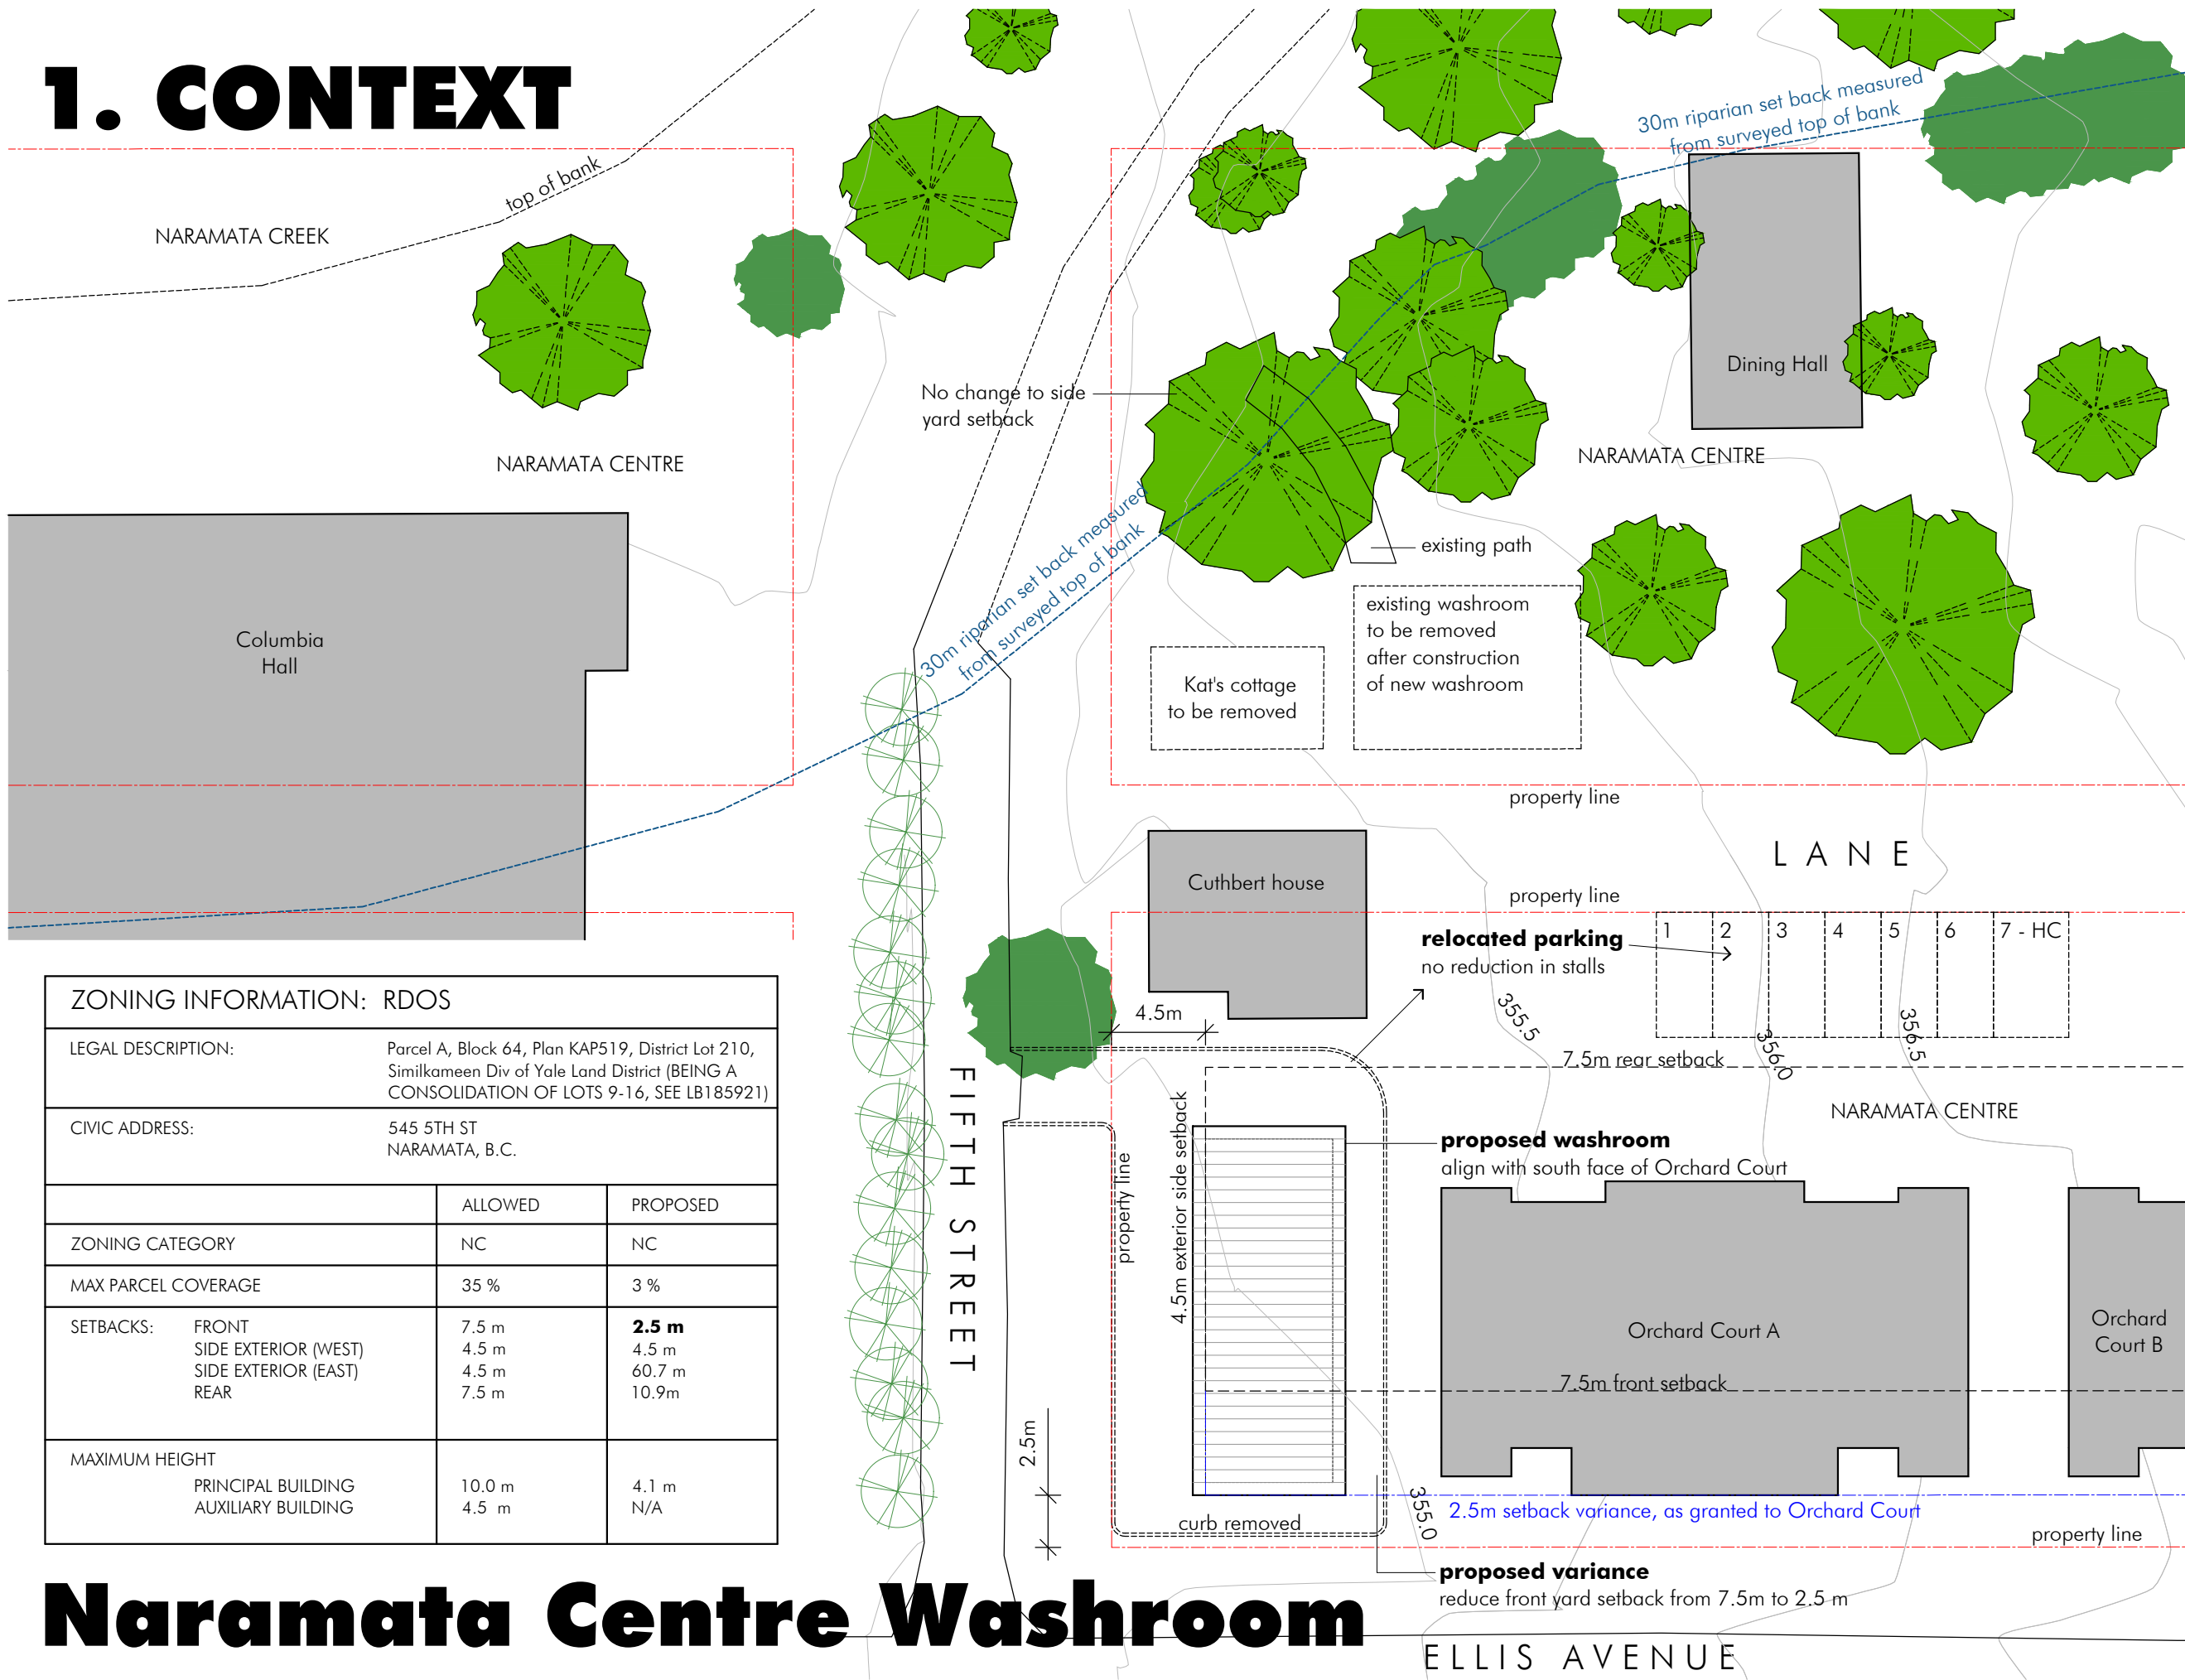 1. CONTEXT
30m riparian set back measured
from surveyed top of bank
top of bank
NARAMATA CREEK
Dining Hall
No change to side
yard setback
NARAMATA CENTRE
NARAMATA CENTRE
30m riparian set back measured
from surveyed top of bank
existing path
existing washroom
to be removed
after construction
of new washroom
Columbia
Hall
Kat's cottage
to be removed
property line
LANE
Cuthbert house
property line
1 2 3 4 5 6 7 - HC
relocated parking
no reduction in stalls
4.5m
355.5
356.0
356.5
7.5m rear setback
NARAMATA CENTRE
FIFTH STREET
property line
4.5m exterior side setback
proposed washroom
align with south face of Orchard Court
Orchard Court A
Orchard
Court B
7.5m front setback
2.5m
355.0
2.5m setback variance, as granted to Orchard Court
curb removed
property line
proposed variance
reduce front yard setback from 7.5m to 2.5 m
ELLIS AVENUE
ZONING INFORMATION: RDOS
LEGAL DESCRIPTION: Parcel A, Block 64, Plan KAP519, District Lot 210,
Similkameen Div of Yale Land District (BEING A
CONSOLIDATION OF LOTS 9-16, SEE LB185921)
CIVIC ADDRESS: 545 5TH ST
NARAMATA, B.C.
ALLOWED PROPOSED
ZONING CATEGORY NC NC
MAX PARCEL COVERAGE 35 % 3 %
SETBACKS: FRONT 7.5 m 2.5 m
SIDE EXTERIOR (WEST) 4.5 m 4.5 m
SIDE EXTERIOR (EAST) 4.5 m 60.7 m
REAR 7.5 m 10.9m
MAXIMUM HEIGHT
PRINCIPAL BUILDING 10.0 m 4.1 m
AUXILIARY BUILDING 4.5 m N/A
Naramata Centre Washroom